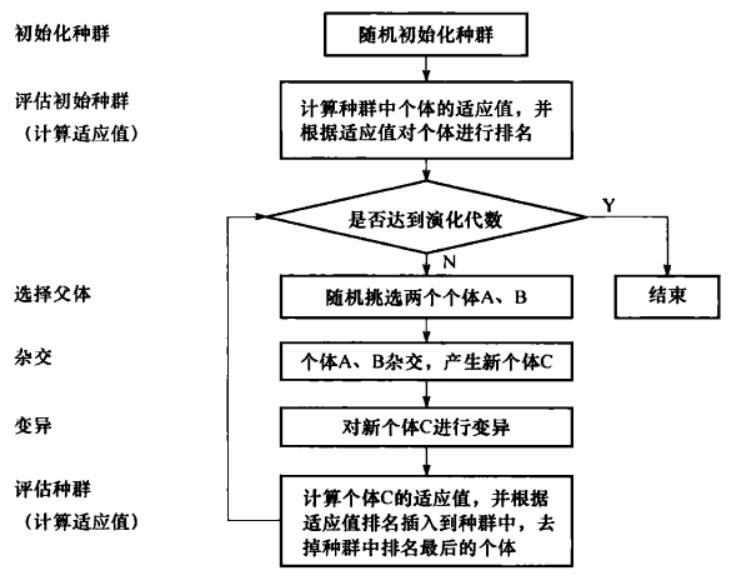 初始化种群
随机初始化种群
评估初始种群
(计算适应值)
计算种群中个体的适应值，并
根据适应值对个体进行排名
是否达到演化代数
Y
N
选择父体
随机挑选两个个体A、B
结束
杂交
个体A、B杂交，产生新个体C
变异
对新个体C进行变异
评估种群
(计算适应值)
计算个体C的适应值，并根据
适应值排名插入到种群中，去
掉种群中排名最后的个体